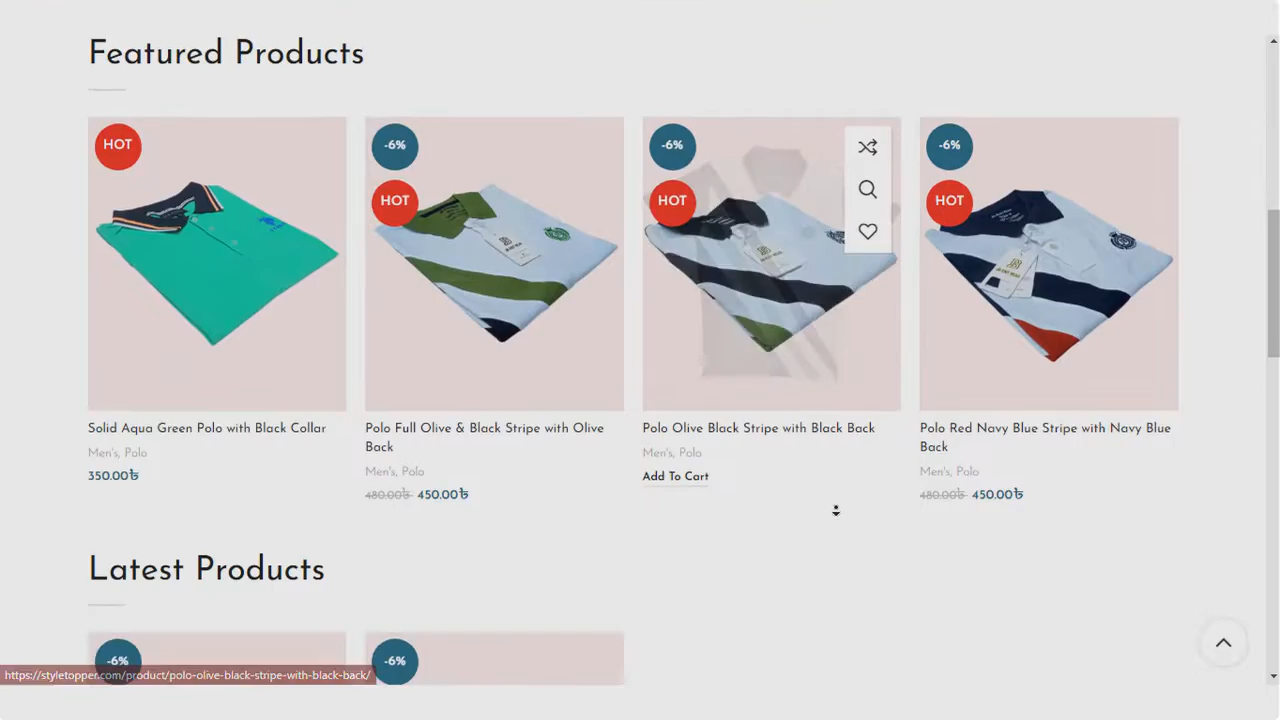 Featured Products
HOT
-6%
HOT
-6%
HOT
-6%
HOT
Solid Aqua Green Polo with Black Collar
Men's, Polo
350.00৳
Polo Full Olive & Black Stripe with Olive
Back
Men's, Polo
480.00৳ 450.00৳
Polo Olive Black Stripe with Black Back
Men's, Polo
Add To Cart
Polo Red Navy Blue Stripe with Navy Blue
Back
Men's, Polo
480.00৳ 450.00৳
Latest Products
-6%
-6%
https://styletopper.com/product/polo-olive-black-stripe-with-black-back/